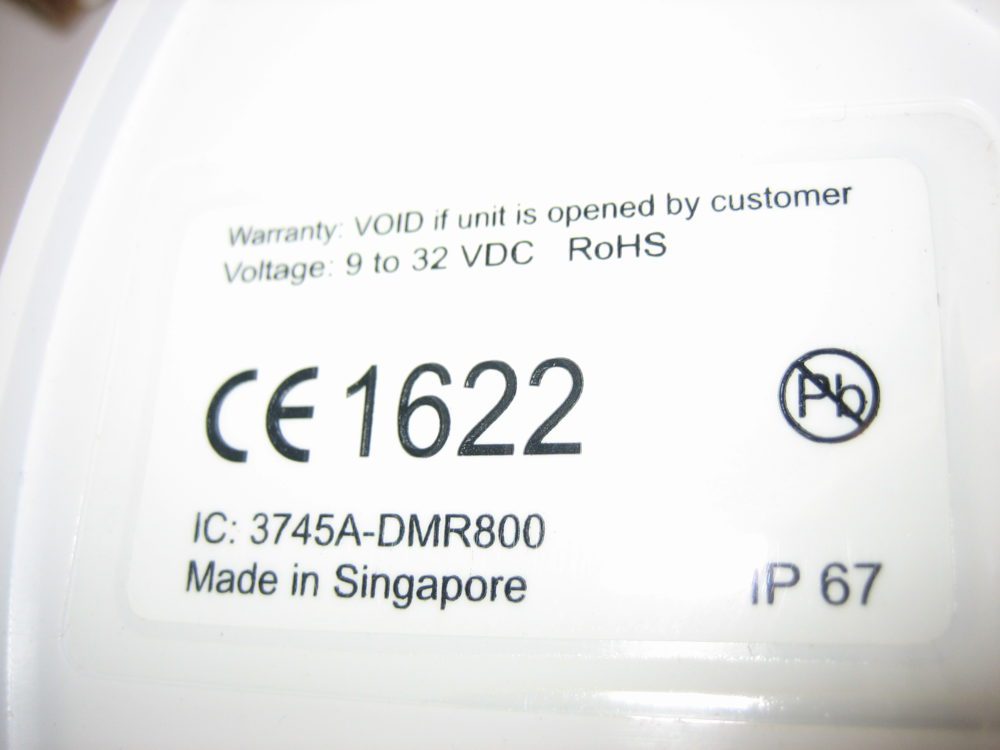 Warranty: VOID if unit is opened by customer
Voltage: 9 to 32 VDC RoHS
CE 1622
Pb
IC: 3745A-DMR800
Made in Singapore
IP 67